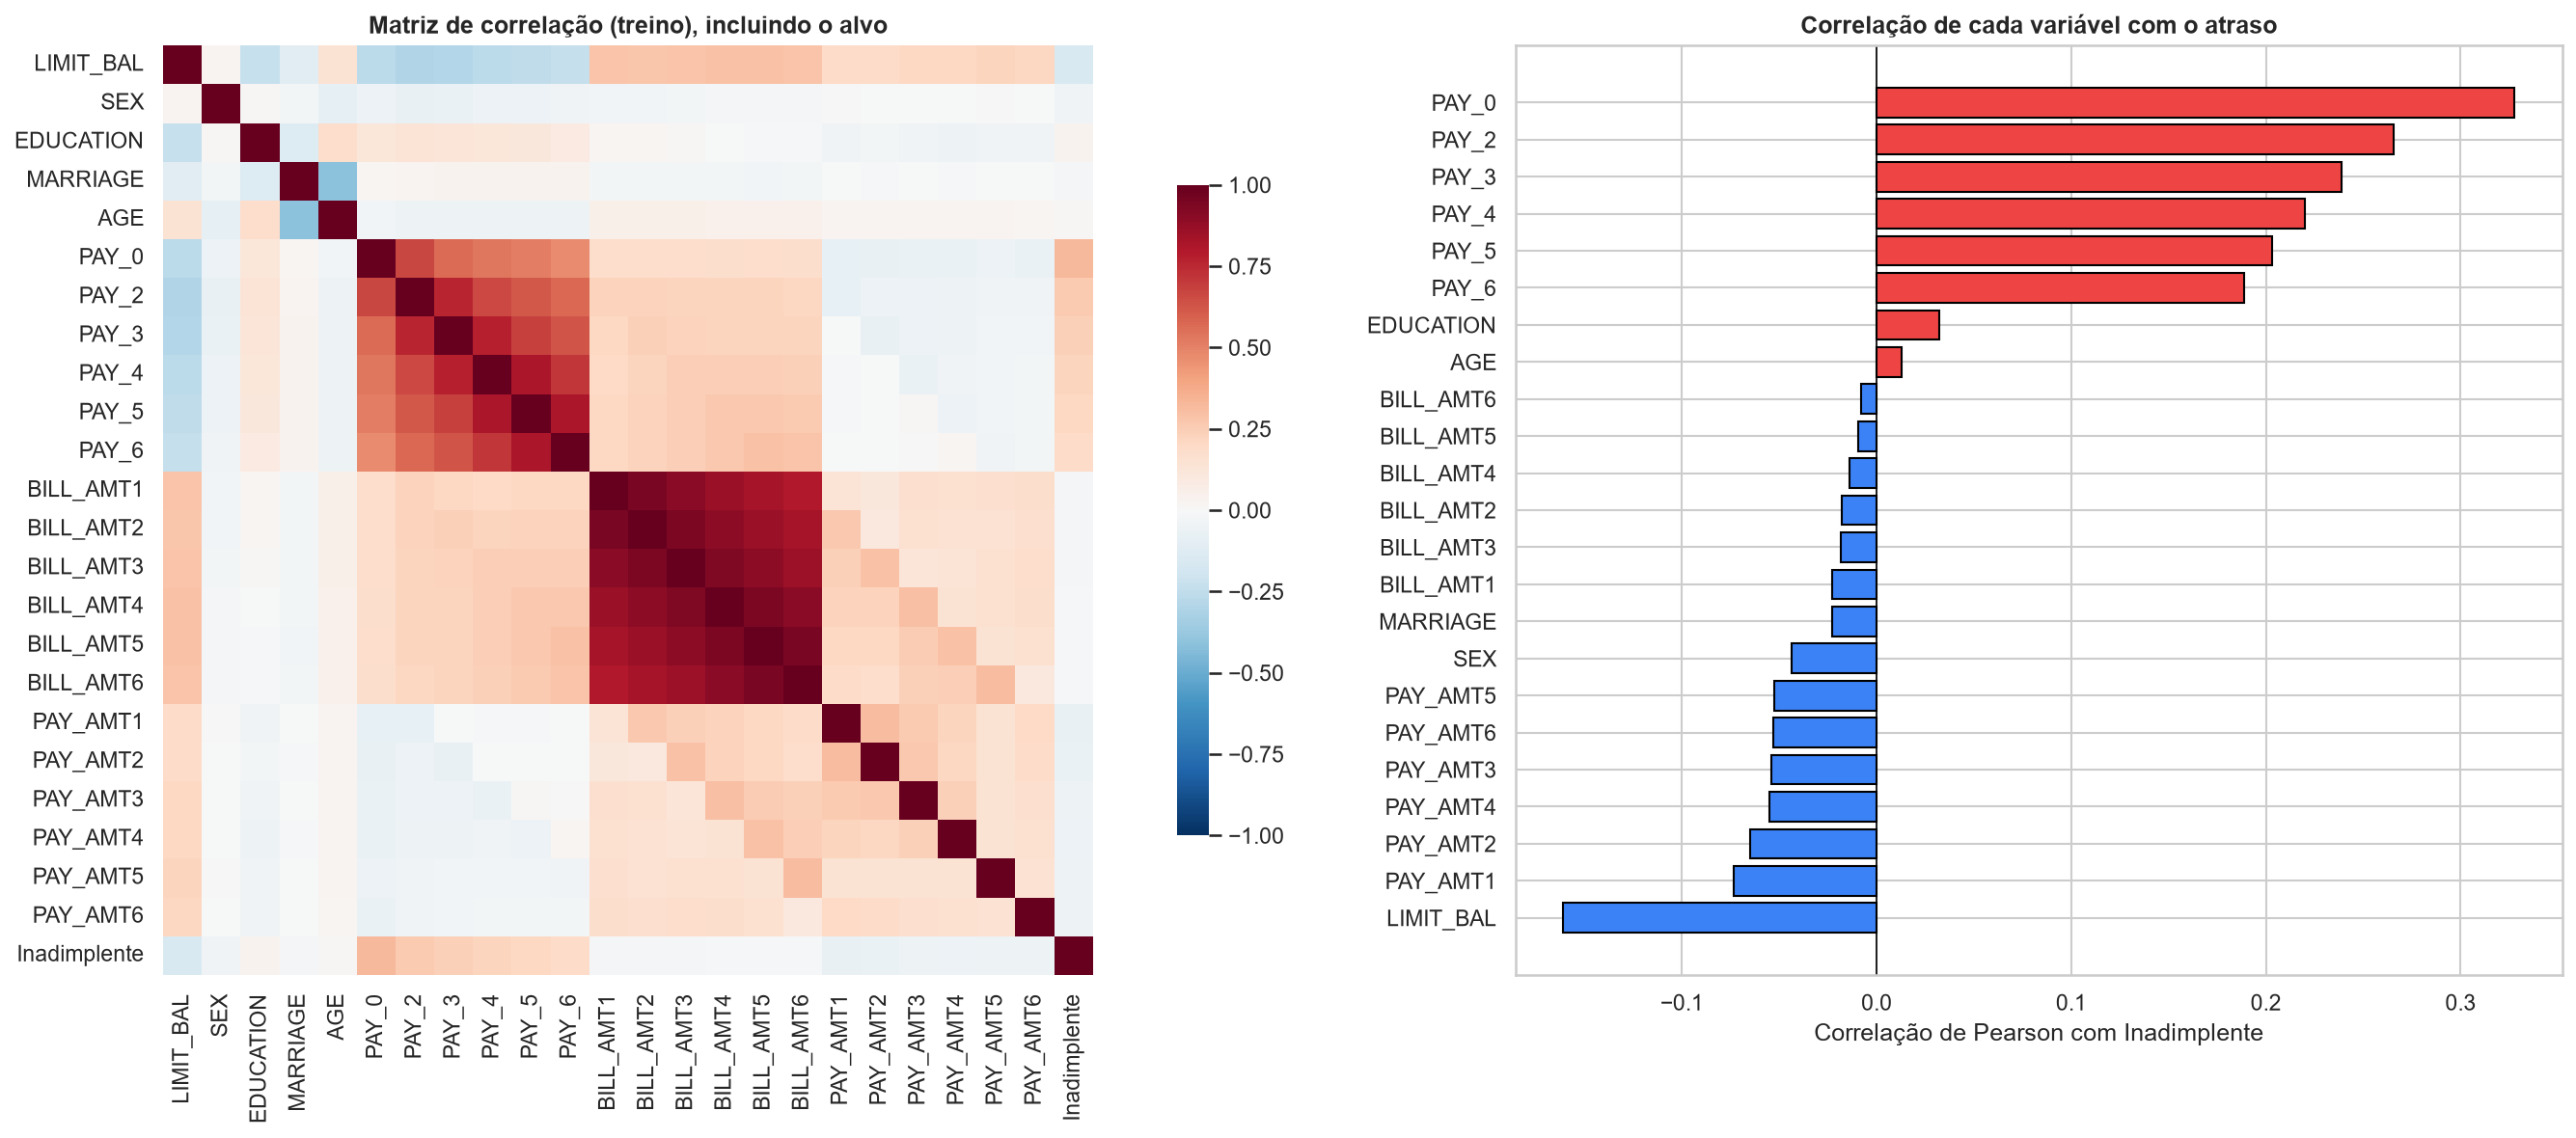 Matriz de correlação (treino), incluindo o alvo
LIMIT_BAL
SEX
EDUCATION
MARRIAGE
AGE
PAY_0
PAY_2
PAY_3
PAY_4
PAY_5
PAY_6
BILL_AMT1
BILL_AMT2
BILL_AMT3
BILL_AMT4
BILL_AMT5
BILL_AMT6
PAY_AMT1
PAY_AMT2
PAY_AMT3
PAY_AMT4
PAY_AMT5
PAY_AMT6
Inadimplente
LIMIT_BAL
SEX
EDUCATION
MARRIAGE
AGE
PAY_0
PAY_2
PAY_3
PAY_4
PAY_5
PAY_6
BILL_AMT1
BILL_AMT2
BILL_AMT3
BILL_AMT4
BILL_AMT5
BILL_AMT6
PAY_AMT1
PAY_AMT2
PAY_AMT3
PAY_AMT4
PAY_AMT5
PAY_AMT6
Inadimplente
1.00
0.75
0.50
0.25
0.00
−0.25
−0.50
−0.75
−1.00
Correlação de cada variável com o atraso
PAY_0
PAY_2
PAY_3
PAY_4
PAY_5
PAY_6
EDUCATION
AGE
BILL_AMT6
BILL_AMT5
BILL_AMT4
BILL_AMT2
BILL_AMT3
BILL_AMT1
MARRIAGE
SEX
PAY_AMT5
PAY_AMT6
PAY_AMT3
PAY_AMT4
PAY_AMT2
PAY_AMT1
LIMIT_BAL
−0.1 0.0 0.1 0.2 0.3
Correlação de Pearson com Inadimplente